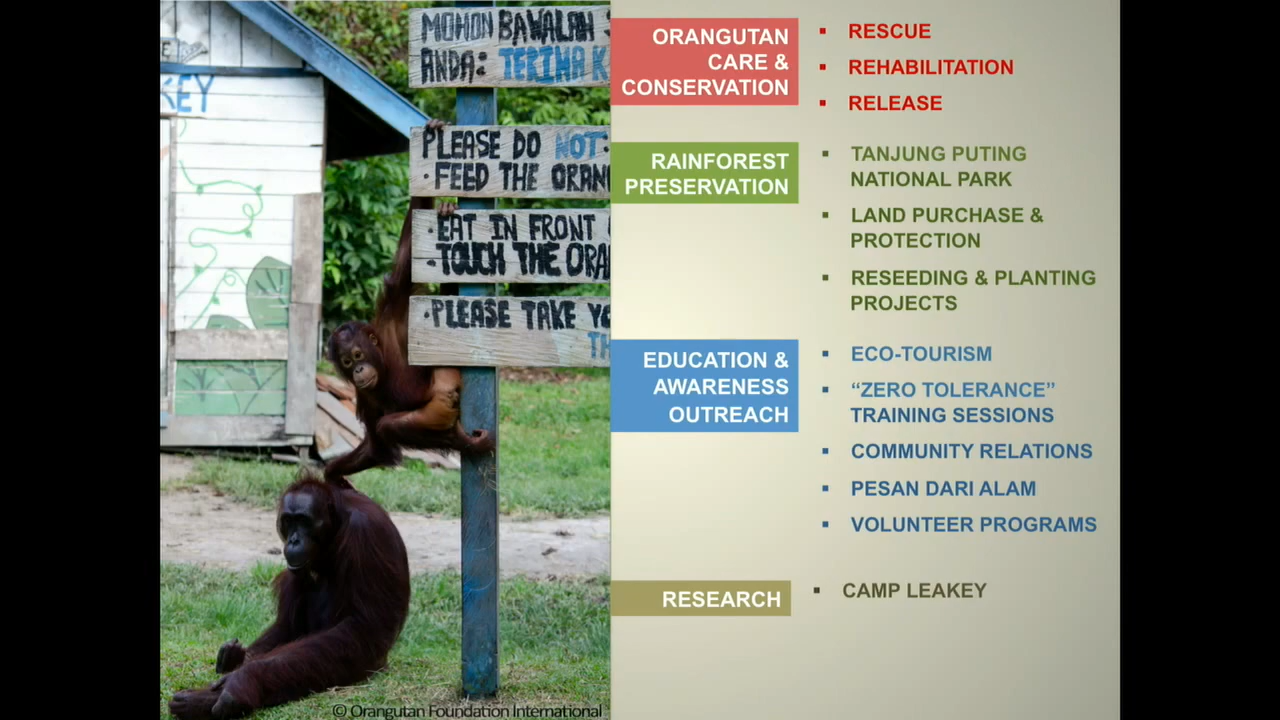 KEY
MOHON BAWALAH
ANDA: TERIMA K
PLEASE DO NOT:
· FEED THE ORAN
· EAT IN FRONT
· TOUCH THE ORA
· PLEASE TAKE YO
TH
© Orangutan Foundation International
ORANGUTAN
CARE &
CONSERVATION
▪ RESCUE
▪ REHABILITATION
▪ RELEASE
RAINFOREST
PRESERVATION
▪ TANJUNG PUTING
NATIONAL PARK
▪ LAND PURCHASE &
PROTECTION
▪ RESEEDING & PLANTING
PROJECTS
EDUCATION &
AWARENESS
OUTREACH
▪ ECO-TOURISM
▪ “ZERO TOLERANCE”
TRAINING SESSIONS
▪ COMMUNITY RELATIONS
▪ PESAN DARI ALAM
▪ VOLUNTEER PROGRAMS
RESEARCH
▪ CAMP LEAKEY